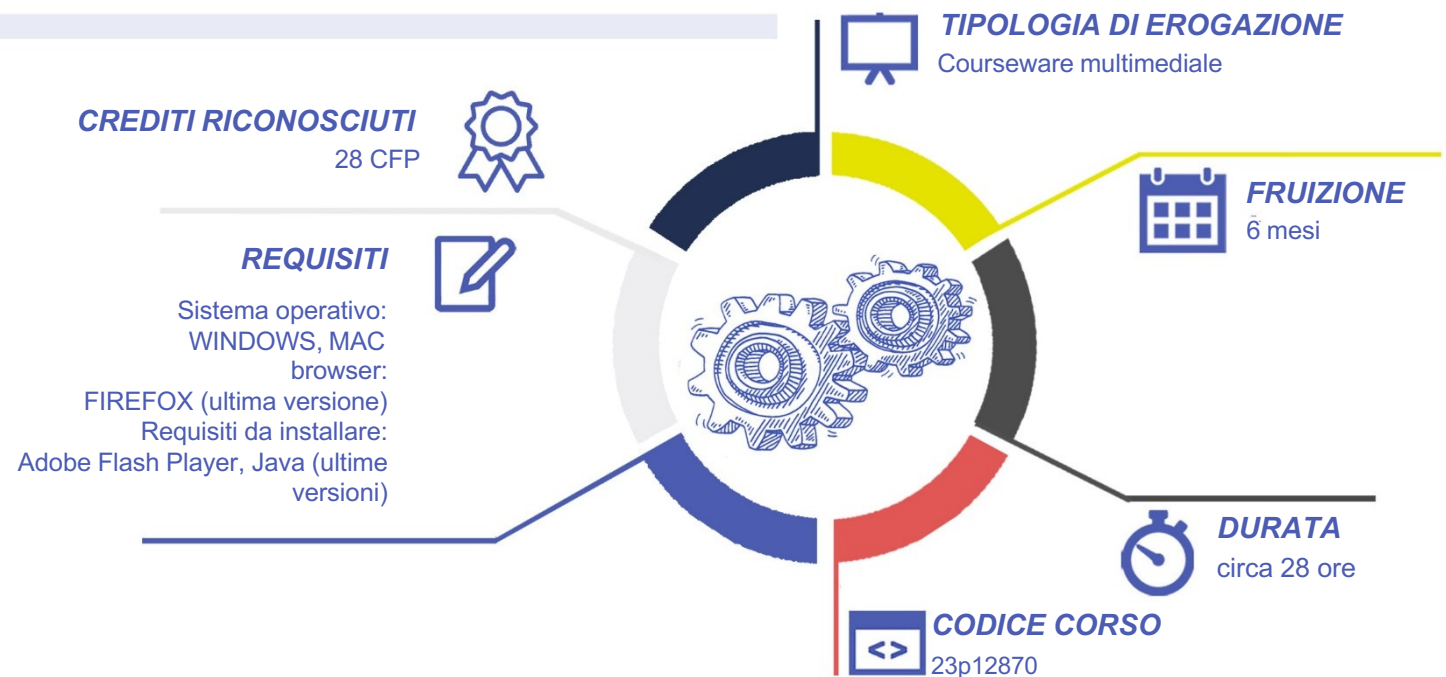 TIPOLOGIA DI EROGAZIONE
Courseware multimediale
CREDITI RICONOSCIUTI
28 CFP
FRUIZIONE
6 mesi
REQUISITI
Sistema operativo:
WINDOWS, MAC
browser:
FIREFOX (ultima versione)
Requisiti da installare:
Adobe Flash Player, Java (ultime
versioni)
DURATA
circa 28 ore
CODICE CORSO
<>
23p12870